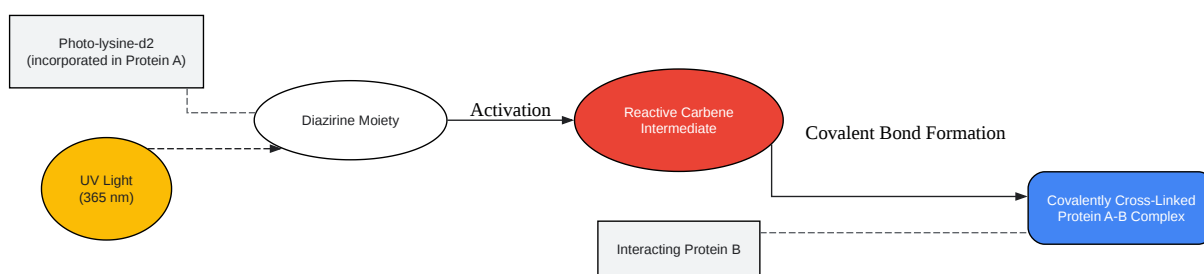 Photo-lysine-d2
(incorporated in Protein A)
UV Light
(365 nm)
Diazirine Moiety
Activation
Reactive Carbene
Intermediate
Covalent Bond Formation
Interacting Protein B
Covalently Cross-Linked
Protein A-B Complex